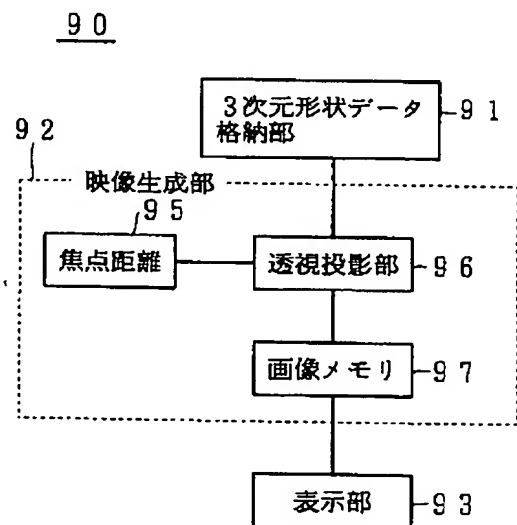 ９０
３次元形状データ
格納部
９１
９２
映像生成部
９５
焦点距離
透視投影部
９６
画像メモリ
９７
表示部
９３